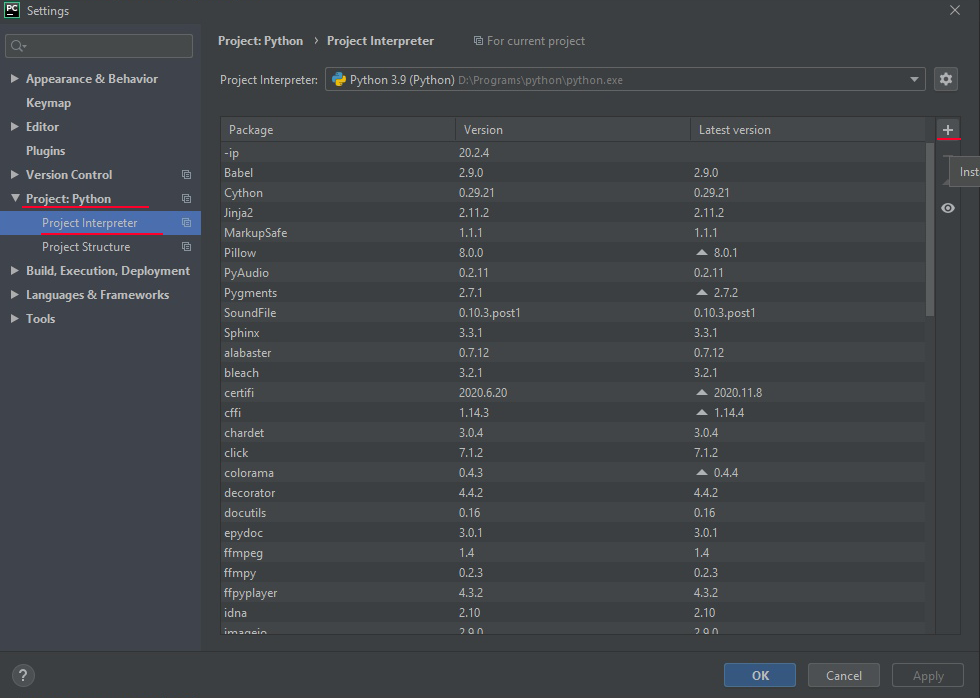 PC Settings
Project: Python › Project Interpreter For current project
Appearance & Behavior
Keymap
Editor
Plugins
Version Control
Project: Python
Project Interpreter
Project Structure
Build, Execution, Deployment
Languages & Frameworks
Tools
Project Interpreter: Python 3.9 (Python) D:\Programs\python\python.exe
Package Version Latest version
-ip 20.2.4
Babel 2.9.0 2.9.0
Cython 0.29.21 0.29.21
Jinja2 2.11.2 2.11.2
MarkupSafe 1.1.1 1.1.1
Pillow 8.0.0 8.0.1
PyAudio 0.2.11 0.2.11
Pygments 2.7.1 2.7.2
SoundFile 0.10.3.post1 0.10.3.post1
Sphinx 3.3.1 3.3.1
alabaster 0.7.12 0.7.12
bleach 3.2.1 3.2.1
certifi 2020.6.20 2020.11.8
cffi 1.14.3 1.14.4
chardet 3.0.4 3.0.4
click 7.1.2 7.1.2
colorama 0.4.3 0.4.4
decorator 4.4.2 4.4.2
docutils 0.16 0.16
epydoc 3.0.1 3.0.1
ffmpeg 1.4 1.4
ffmpy 0.2.3 0.2.3
ffpyplayer 4.3.2 4.3.2
idna 2.10 2.10
imageio 2.9.0 2.9.0
Inst
? OK Cancel Apply